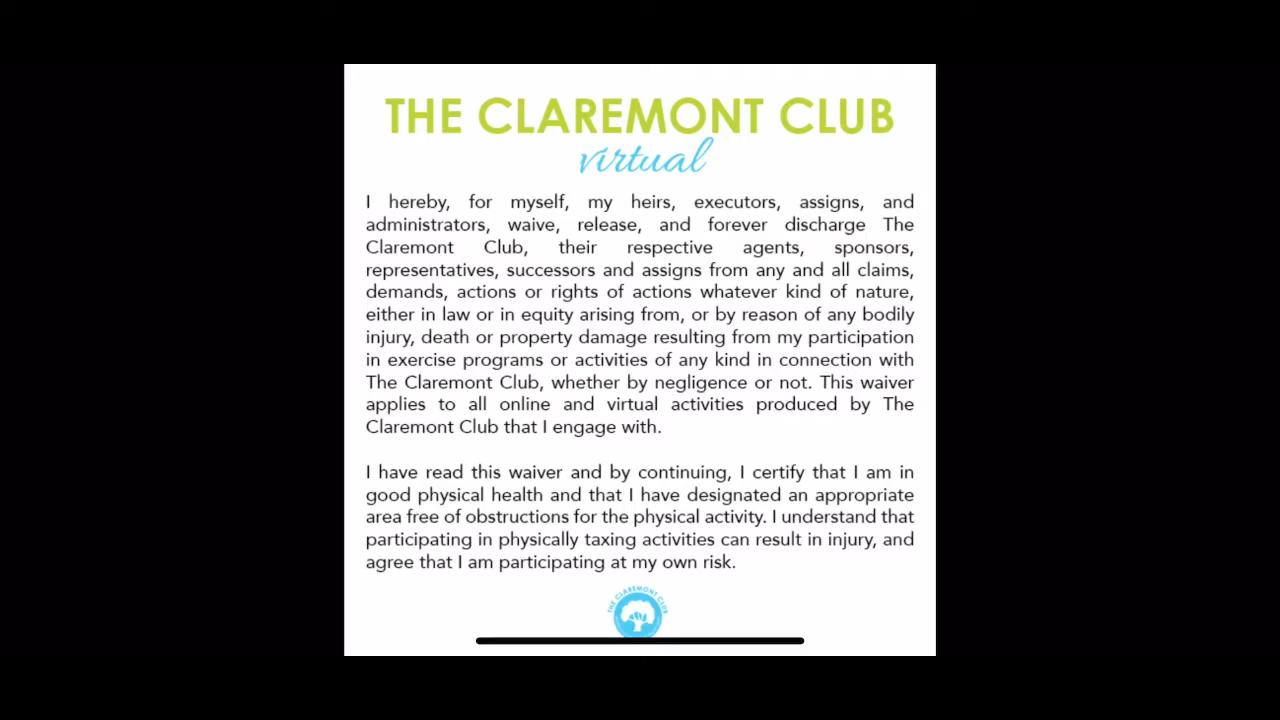 THE CLAREMONT CLUB
virtual
I hereby, for myself, my heirs, executors, assigns, and
administrators, waive, release, and forever discharge The
Claremont Club, their respective agents, sponsors,
representatives, successors and assigns from any and all claims,
demands, actions or rights of actions whatever kind of nature,
either in law or in equity arising from, or by reason of any bodily
injury, death or property damage resulting from my participation
in exercise programs or activities of any kind in connection with
The Claremont Club, whether by negligence or not. This waiver
applies to all online and virtual activities produced by The
Claremont Club that I engage with.
I have read this waiver and by continuing, I certify that I am in
good physical health and that I have designated an appropriate
area free of obstructions for the physical activity. I understand that
participating in physically taxing activities can result in injury, and
agree that I am participating at my own risk.
THE CLAREMONT CLUB